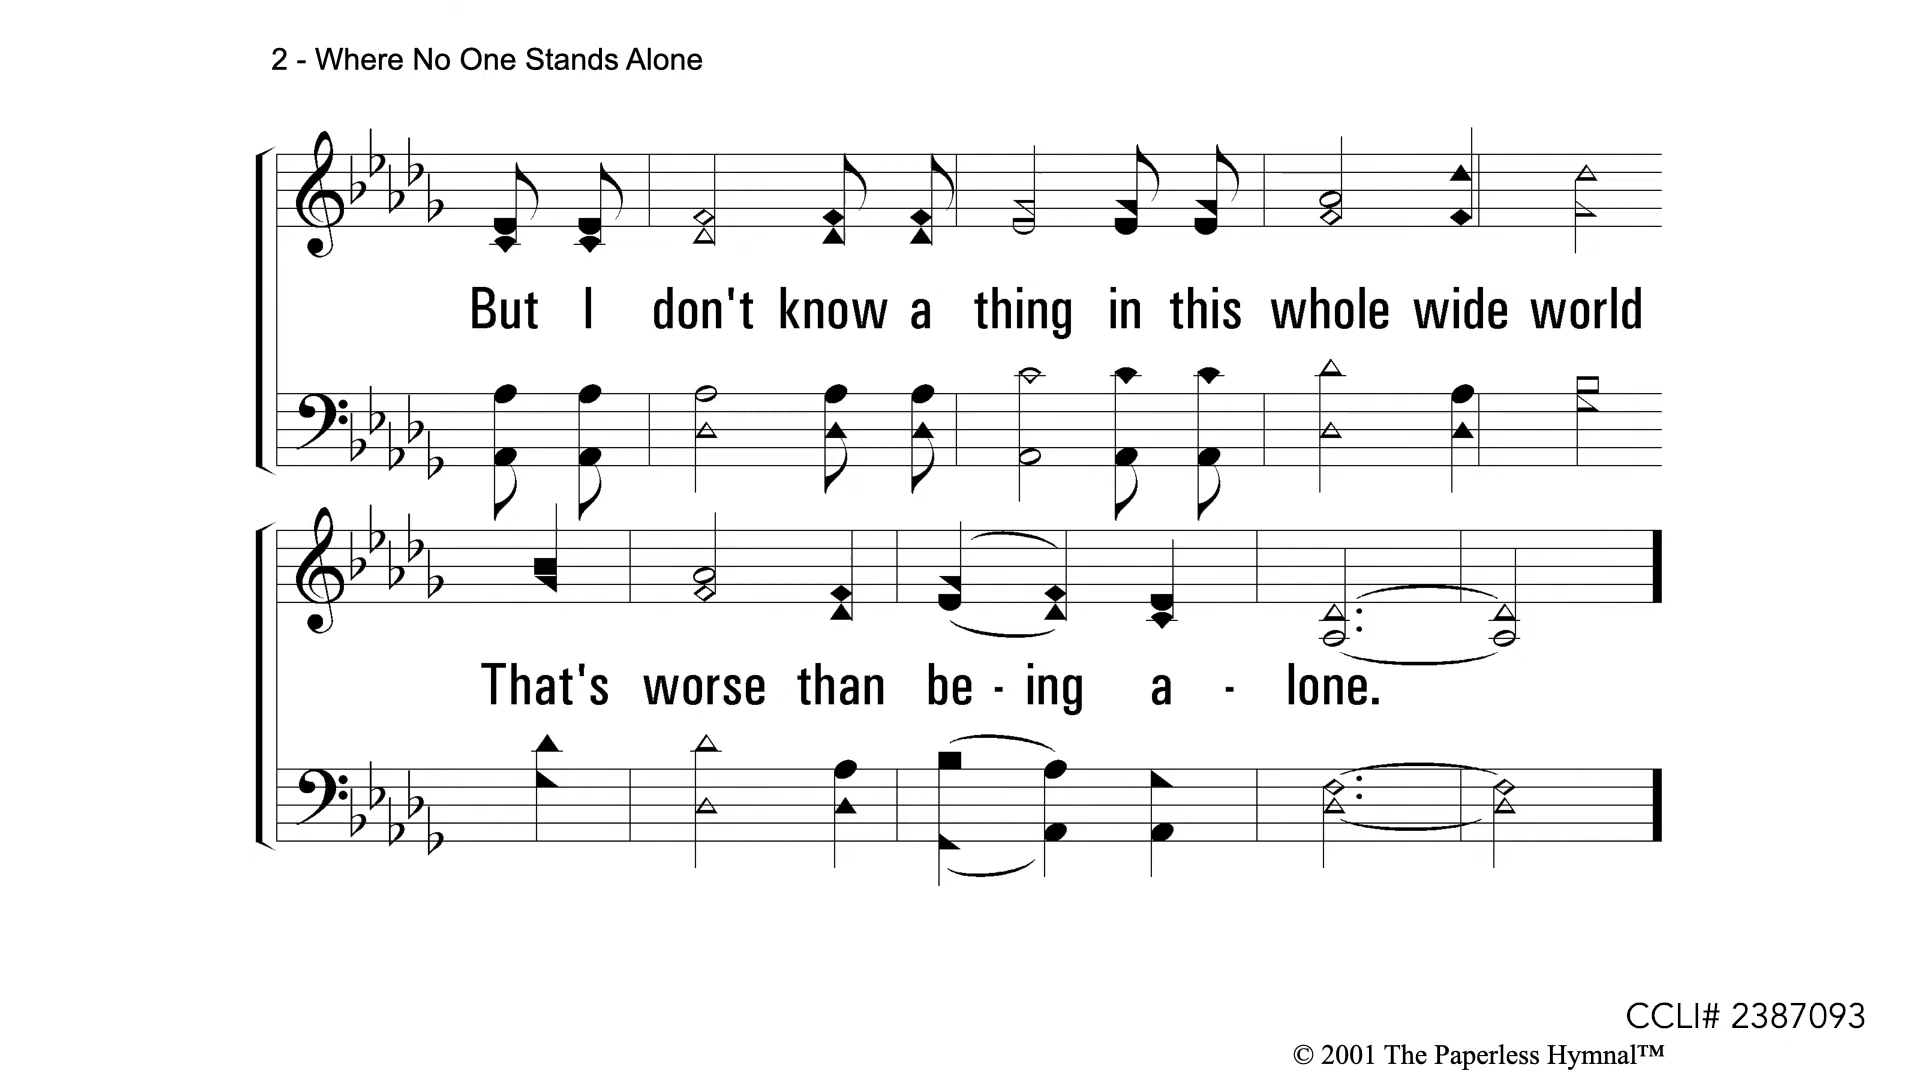 2 - Where No One Stands Alone
But I don't know a thing in this whole wide world
That's worse than be - ing a - lone.
CCLI# 2387093
© 2001 The Paperless Hymnal™